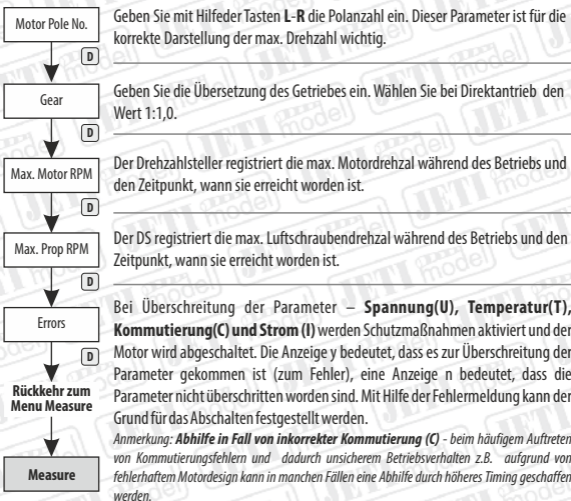 Motor Pole No.
Geben Sie mit Hilfeder Tasten L-R die Polanzahl ein. Dieser Parameter ist für die
korrekte Darstellung der max. Drehzahl wichtig.
D
Gear
Geben Sie die Übersetzung des Getriebes ein. Wählen Sie bei Direktantrieb den
Wert 1:1,0.
D
Max. Motor RPM
Der Drehzahlsteller registriert die max. Motordrehzal während des Betriebs und
den Zeitpunkt, wann sie erreicht worden ist.
D
Max. Prop RPM
Der DS registriert die max. Luftschraubendrehzal während des Betriebs und den
Zeitpunkt, wann sie erreicht worden ist.
D
Errors
Bei Überschreitung der Parameter – Spannung(U), Temperatur(T),
Kommutierung(C) und Strom (I) werden Schutzmaßnahmen aktiviert und der
Motor wird abgeschaltet. Die Anzeige y bedeutet, dass es zur Überschreitung der
Parameter gekommen ist (zum Fehler), eine Anzeige n bedeutet, dass die
Parameter nicht überschritten worden sind. Mit Hilfe der Fehlermeldung kann der
Grund für das Abschalten festgestellt werden.
D
Rückkehr zum
Menu Measure
Measure
Anmerkung: Abhilfe in Fall von inkorrekter Kommutierung (C) - beim häufigem Auftreten
von Kommutierungsfehlern und dadurch unsicherem Betriebsverhalten z.B. aufgrund von
fehlerhaftem Motordesign kann in manchen Fällen eine Abhilfe durch höheres Timing geschaffen
werden.
JETI model